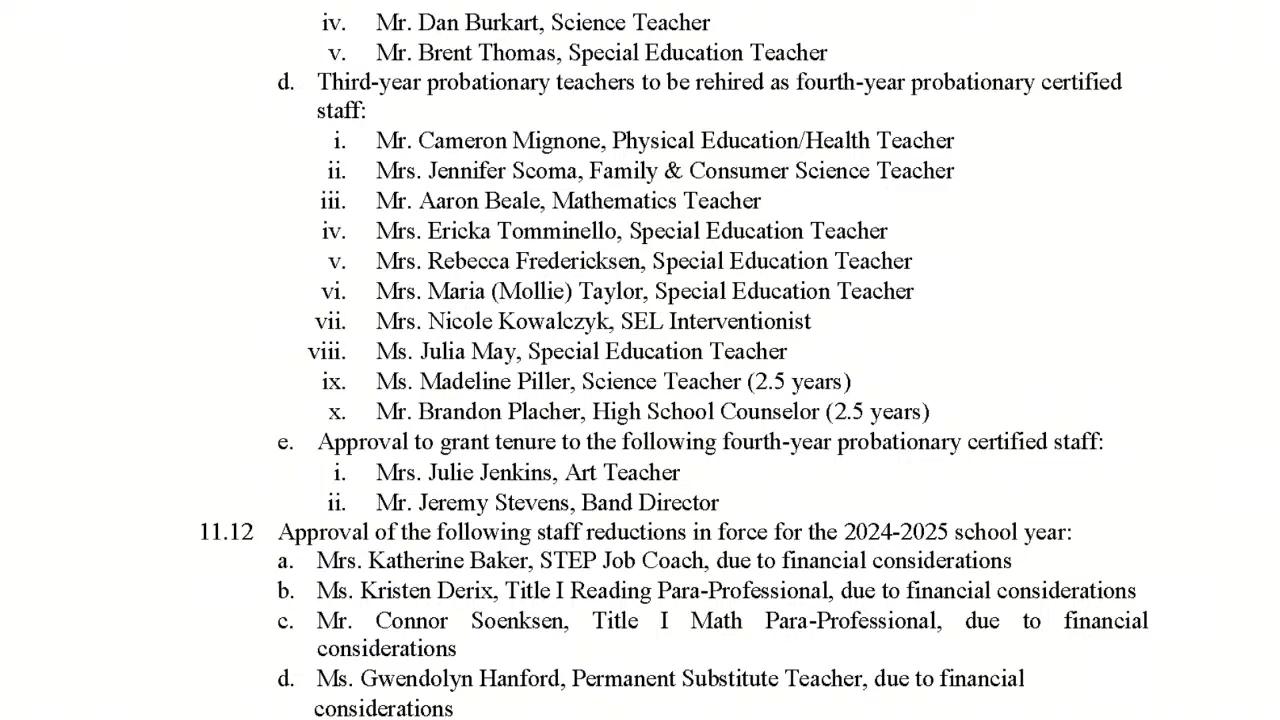 iv. Mr. Dan Burkart, Science Teacher
v. Mr. Brent Thomas, Special Education Teacher
d. Third-year probationary teachers to be rehired as fourth-year probationary certified
staff:
i. Mr. Cameron Mignone, Physical Education/Health Teacher
ii. Mrs. Jennifer Scoma, Family & Consumer Science Teacher
iii. Mr. Aaron Beale, Mathematics Teacher
iv. Mrs. Ericka Tomminello, Special Education Teacher
v. Mrs. Rebecca Fredericksen, Special Education Teacher
vi. Mrs. Maria (Mollie) Taylor, Special Education Teacher
vii. Mrs. Nicole Kowalczyk, SEL Interventionist
viii. Ms. Julia May, Special Education Teacher
ix. Ms. Madeline Piller, Science Teacher (2.5 years)
x. Mr. Brandon Placher, High School Counselor (2.5 years)
e. Approval to grant tenure to the following fourth-year probationary certified staff:
i. Mrs. Julie Jenkins, Art Teacher
ii. Mr. Jeremy Stevens, Band Director
11.12 Approval of the following staff reductions in force for the 2024-2025 school year:
a. Mrs. Katherine Baker, STEP Job Coach, due to financial considerations
b. Ms. Kristen Derix, Title I Reading Para-Professional, due to financial considerations
c. Mr. Connor Soenksen, Title I Math Para-Professional, due to financial
considerations
d. Ms. Gwendolyn Hanford, Permanent Substitute Teacher, due to financial
considerations